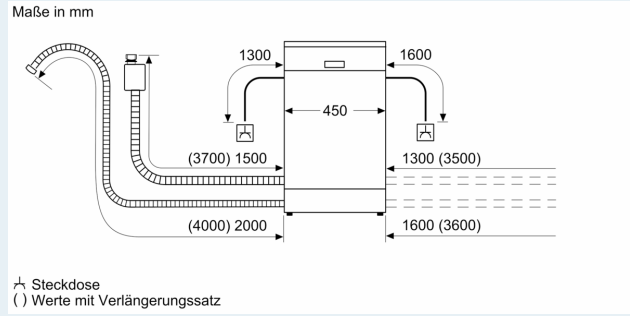 Maße in mm
1300
1600
450
(3700) 1500
1300 (3500)
(4000) 2000
1600 (3600)
Steckdose
( ) Werte mit Verlängerungssatz